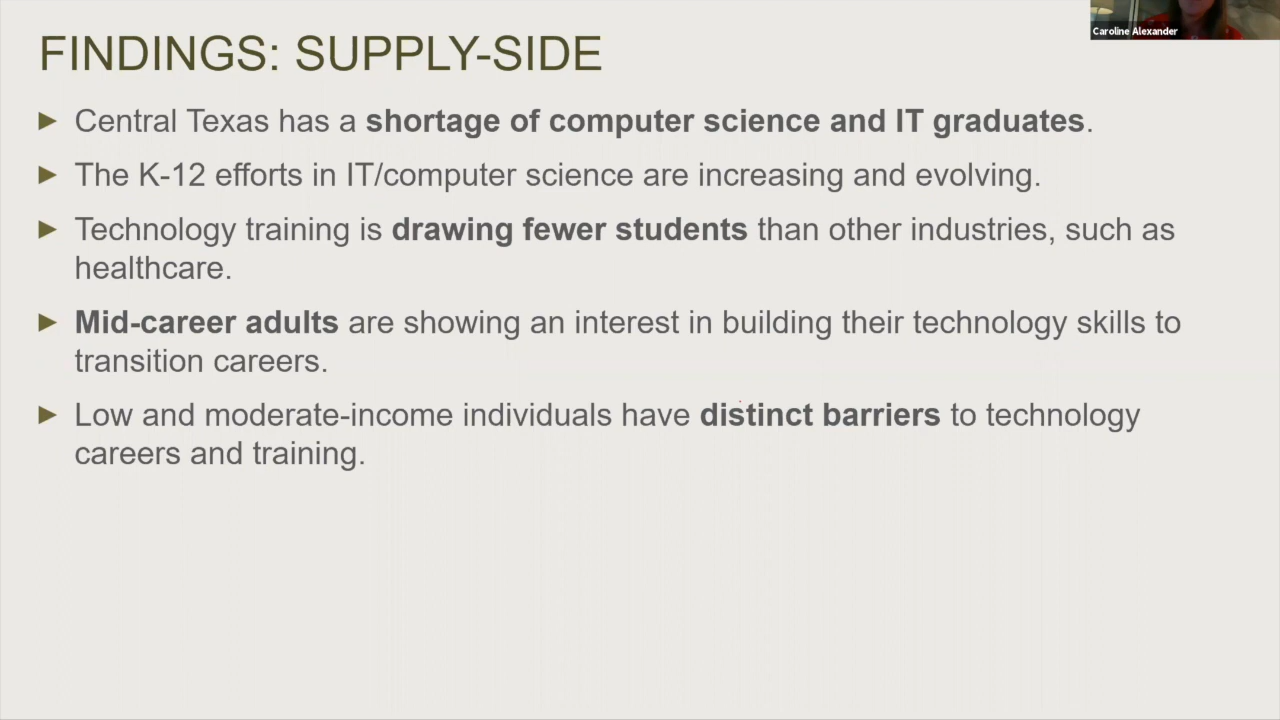 FINDINGS: SUPPLY-SIDE
Caroline Alexander
► Central Texas has a shortage of computer science and IT graduates.
► The K-12 efforts in IT/computer science are increasing and evolving.
► Technology training is drawing fewer students than other industries, such as
healthcare.
► Mid-career adults are showing an interest in building their technology skills to
transition careers.
► Low and moderate-income individuals have distinct barriers to technology
careers and training.